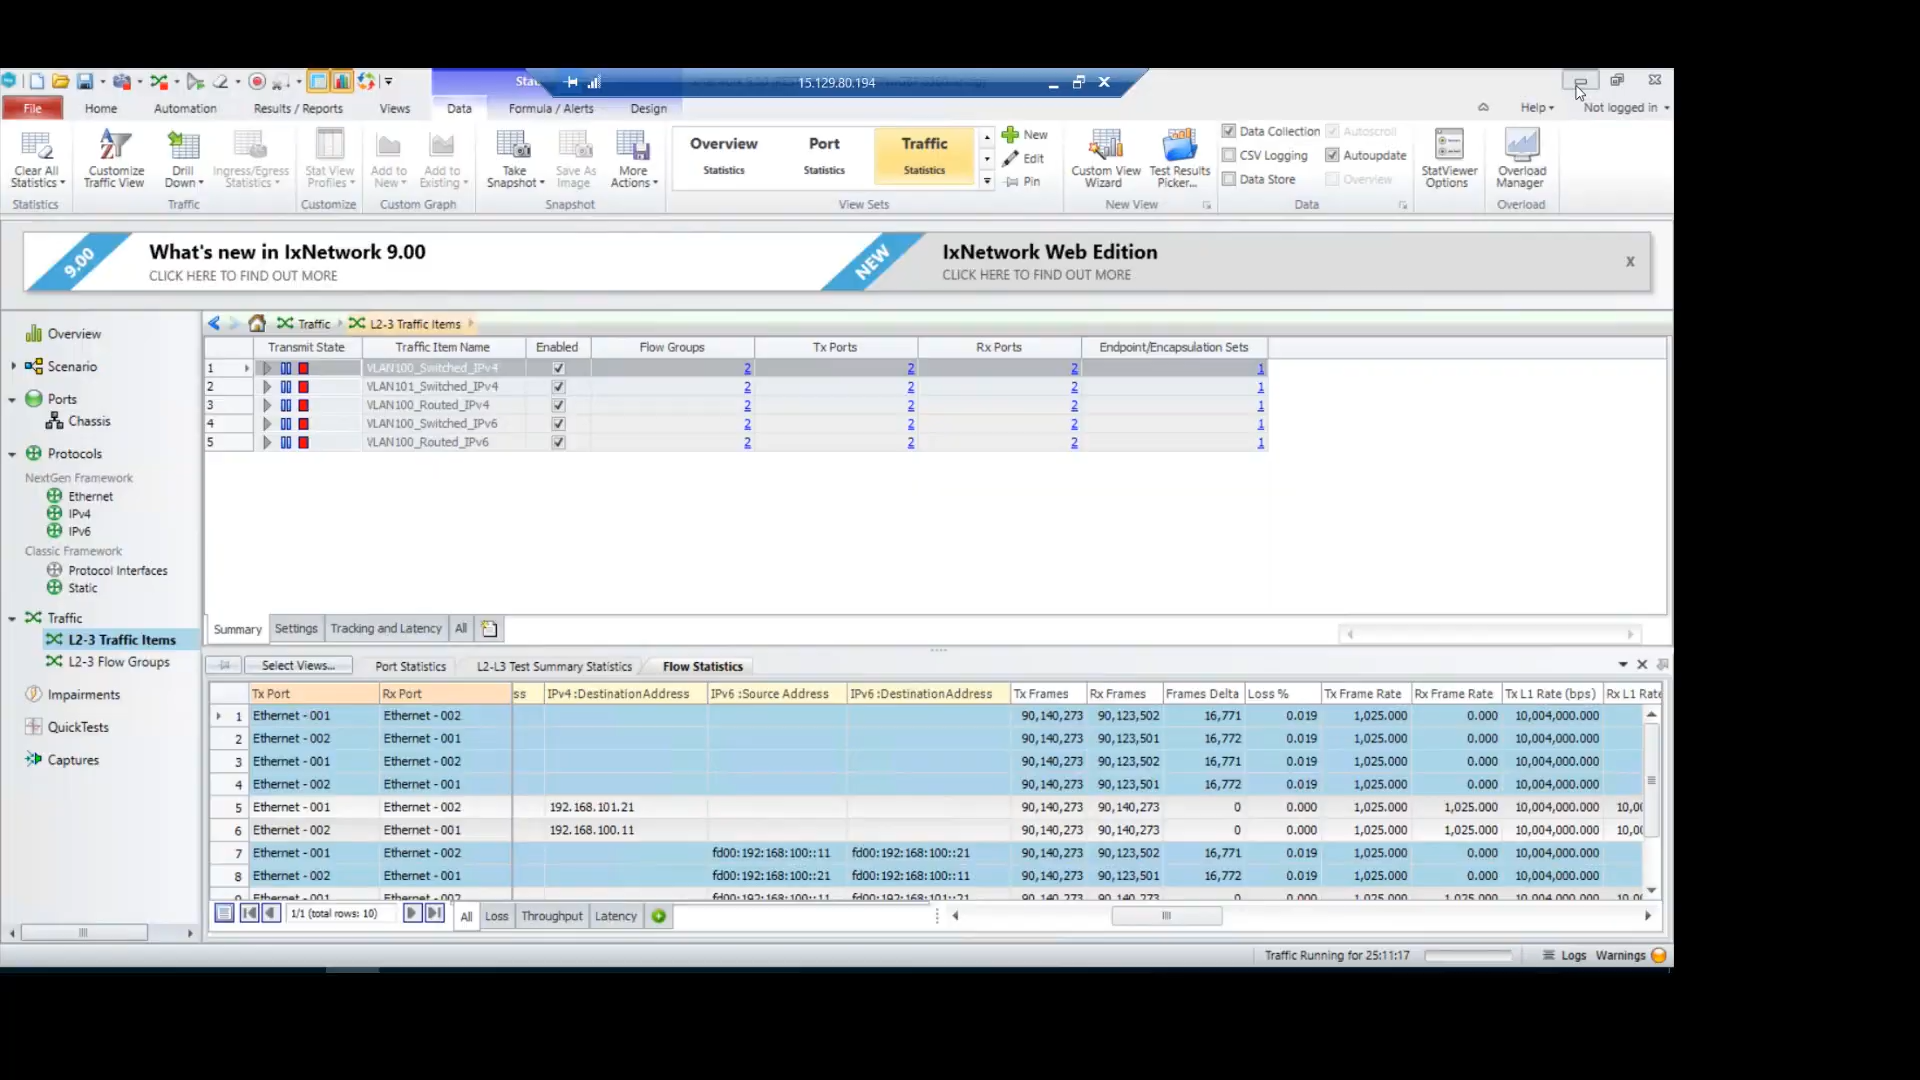 Sta
15.129.80.194
File Home Automation Results / Reports Views Data Formula / Alerts Design Help Not logged in
Clear All Statistics
Customize Traffic View
Drill Down
Ingress/Egress Statistics
Stat View Profiles
Add to New
Add to Existing
Take Snapshot
Save As Image
More Actions
Overview Statistics
Port Statistics
Traffic Statistics
New
Edit
Pin
Custom View Wizard
Test Results Picker...
Data Collection Autoscroll
CSV Logging Autoupdate
Data Store Overview
StatViewer Options
Overload Manager
Statistics Traffic Customize Custom Graph Snapshot View Sets New View Data Overload
9.00
What's new in IxNetwork 9.00
CLICK HERE TO FIND OUT MORE
NEW
IxNetwork Web Edition
CLICK HERE TO FIND OUT MORE
X
Overview
Scenario
Ports
Chassis
Protocols
NextGen Framework
Ethernet
IPv4
IPv6
Classic Framework
Protocol Interfaces
Static
Traffic
L2-3 Traffic Items
L2-3 Flow Groups
Impairments
QuickTests
Captures
Traffic L2-3 Traffic Items
Transmit State Traffic Item Name Enabled Flow Groups Tx Ports Rx Ports Endpoint/Encapsulation Sets
1 VLAN100_Switched_IPv4 2 2 2 1
2 VLAN101_Switched_IPv4 2 2 2 1
3 VLAN100_Routed_IPv4 2 2 2 1
4 VLAN100_Switched_IPv6 2 2 2 1
5 VLAN100_Routed_IPv6 2 2 2 1
Summary Settings Tracking and Latency All
Select Views... Port Statistics L2-L3 Test Summary Statistics Flow Statistics
Tx Port Rx Port ss IPv4 :Destination Address IPv6 :Source Address IPv6 :Destination Address Tx Frames Rx Frames Frames Delta Loss % Tx Frame Rate Rx Frame Rate Tx L1 Rate (bps) Rx L1 Rate
1 Ethernet - 001 Ethernet - 002 90,140,273 90,123,502 16,771 0.019 1,025.000 0.000 10,004,000.000
2 Ethernet - 002 Ethernet - 001 90,140,273 90,123,501 16,772 0.019 1,025.000 0.000 10,004,000.000
3 Ethernet - 001 Ethernet - 002 90,140,273 90,123,502 16,771 0.019 1,025.000 0.000 10,004,000.000
4 Ethernet - 002 Ethernet - 001 90,140,273 90,123,501 16,772 0.019 1,025.000 0.000 10,004,000.000
5 Ethernet - 001 Ethernet - 002 192.168.101.21 90,140,273 90,140,273 0 0.000 1,025.000 1,025.000 10,004,000.000 10,00
6 Ethernet - 002 Ethernet - 001 192.168.100.11 90,140,273 90,140,273 0 0.000 1,025.000 1,025.000 10,004,000.000 10,00
7 Ethernet - 001 Ethernet - 002 fd00:192:168:100::11 fd00:192:168:100::21 90,140,273 90,123,502 16,771 0.019 1,025.000 0.000 10,004,000.000
8 Ethernet - 002 Ethernet - 001 fd00:192:168:100::21 fd00:192:168:100::11 90,140,273 90,123,501 16,772 0.019 1,025.000 0.000 10,004,000.000
1/1 (total rows: 10) All Loss Throughput Latency
Traffic Running for 25:11:17 Logs Warnings